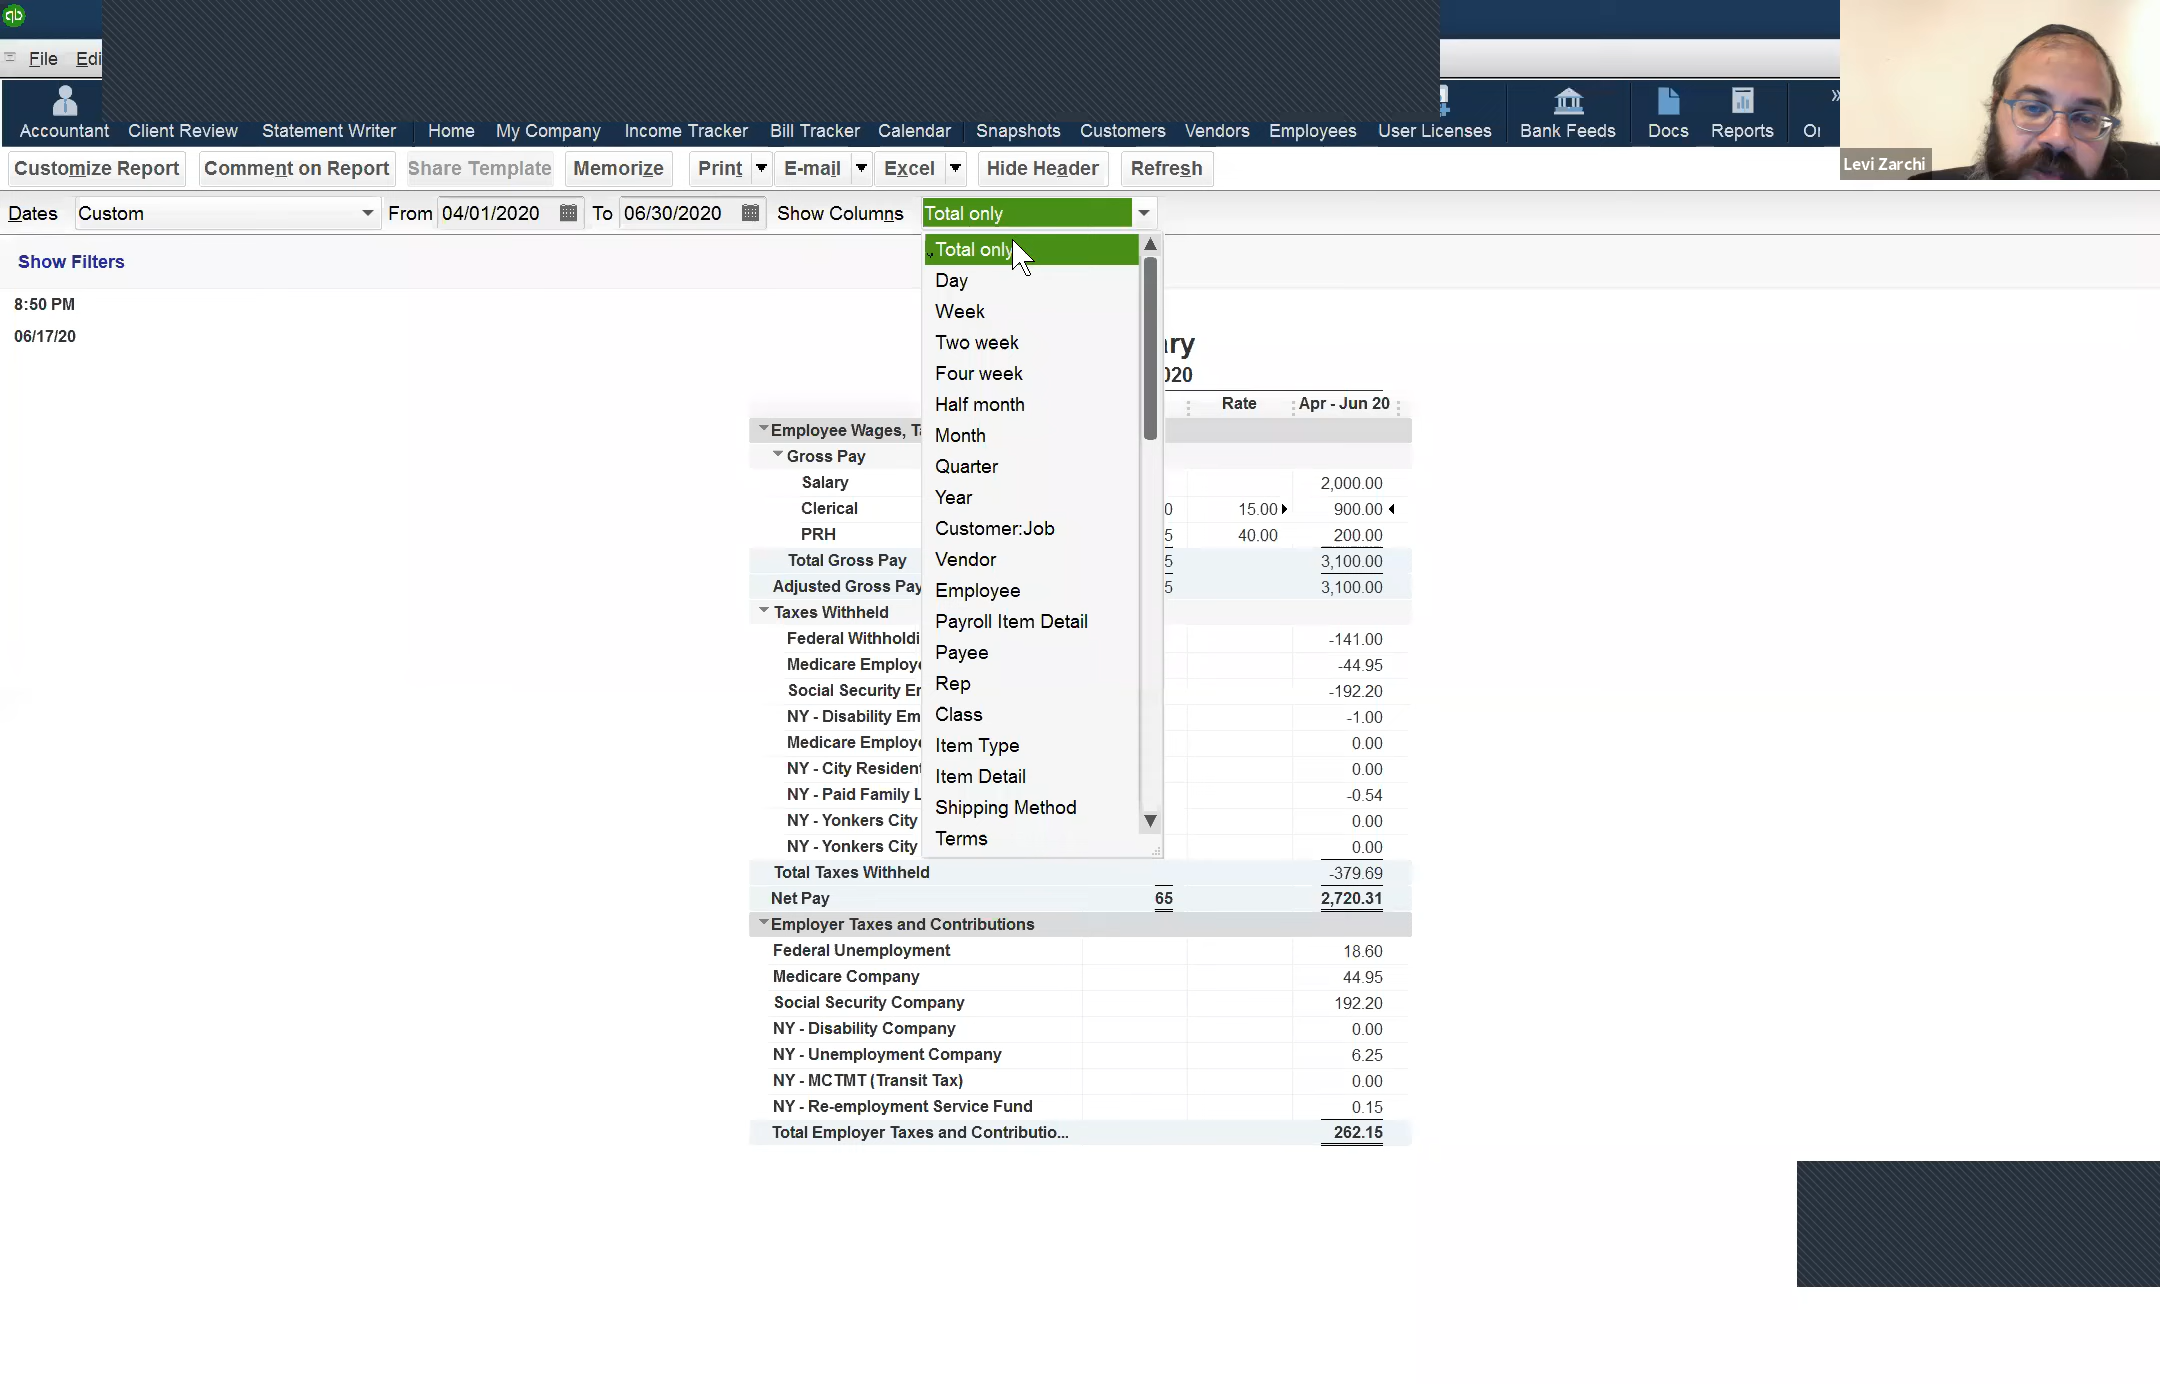 qb
File Edi
Accountant Client Review Statement Writer Home My Company Income Tracker Bill Tracker Calendar Snapshots Customers Vendors Employees User Licenses Bank Feeds Docs Reports
Levi Zarchi
Customize Report Comment on Report Share Template Memorize Print E-mail Excel Hide Header Refresh
Dates Custom From 04/01/2020 To 06/30/2020 Show Columns Total only
Show Filters
8:50 PM
06/17/20
Total only
Day
Week
Two week
Four week
Half month
Month
Quarter
Year
Customer:Job
Vendor
Employee
Payroll Item Detail
Payee
Rep
Class
Item Type
Item Detail
Shipping Method
Terms
ry
020
Rate Apr - Jun 20
Employee Wages, Ta
Gross Pay
Salary 2,000.00
Clerical 0 15.00 900.00
PRH 5 40.00 200.00
Total Gross Pay 5 3,100.00
Adjusted Gross Pay 5 3,100.00
Taxes Withheld
Federal Withholdi -141.00
Medicare Employe -44.95
Social Security Er -192.20
NY - Disability Em -1.00
Medicare Employe 0.00
NY - City Resident 0.00
NY - Paid Family L -0.54
NY - Yonkers City 0.00
NY - Yonkers City 0.00
Total Taxes Withheld -379.69
Net Pay 65 2,720.31
Employer Taxes and Contributions
Federal Unemployment 18.60
Medicare Company 44.95
Social Security Company 192.20
NY - Disability Company 0.00
NY - Unemployment Company 6.25
NY - MCTMT (Transit Tax) 0.00
NY - Re-employment Service Fund 0.15
Total Employer Taxes and Contributio... 262.15